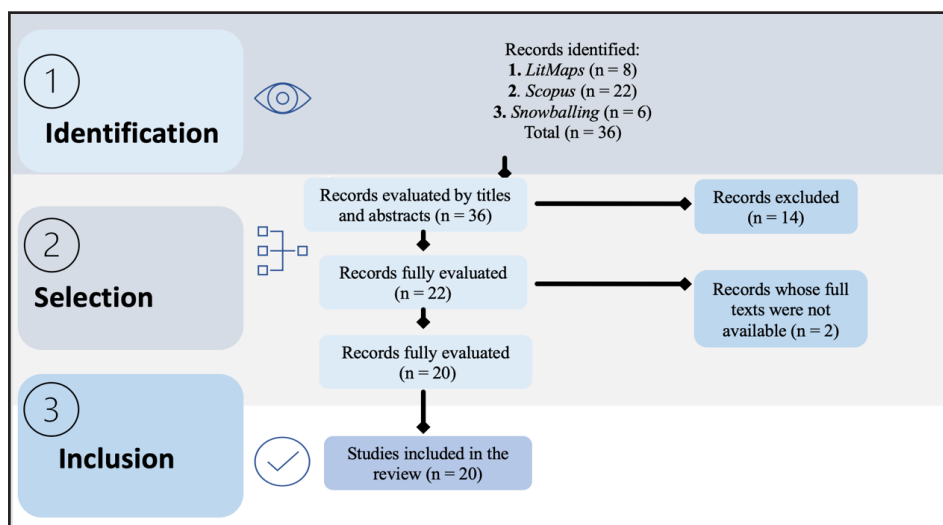 1
Identification
Records identified:
1. LitMaps (n = 8)
2. Scopus (n = 22)
3. Snowballing (n = 6)
Total (n = 36)
Records evaluated by titles
and abstracts (n = 36)
Records excluded
(n = 14)
2
Selection
Records fully evaluated
(n = 22)
Records whose full
texts were not
available (n = 2)
Records fully evaluated
(n = 20)
3
Inclusion
Studies included in the
review (n = 20)